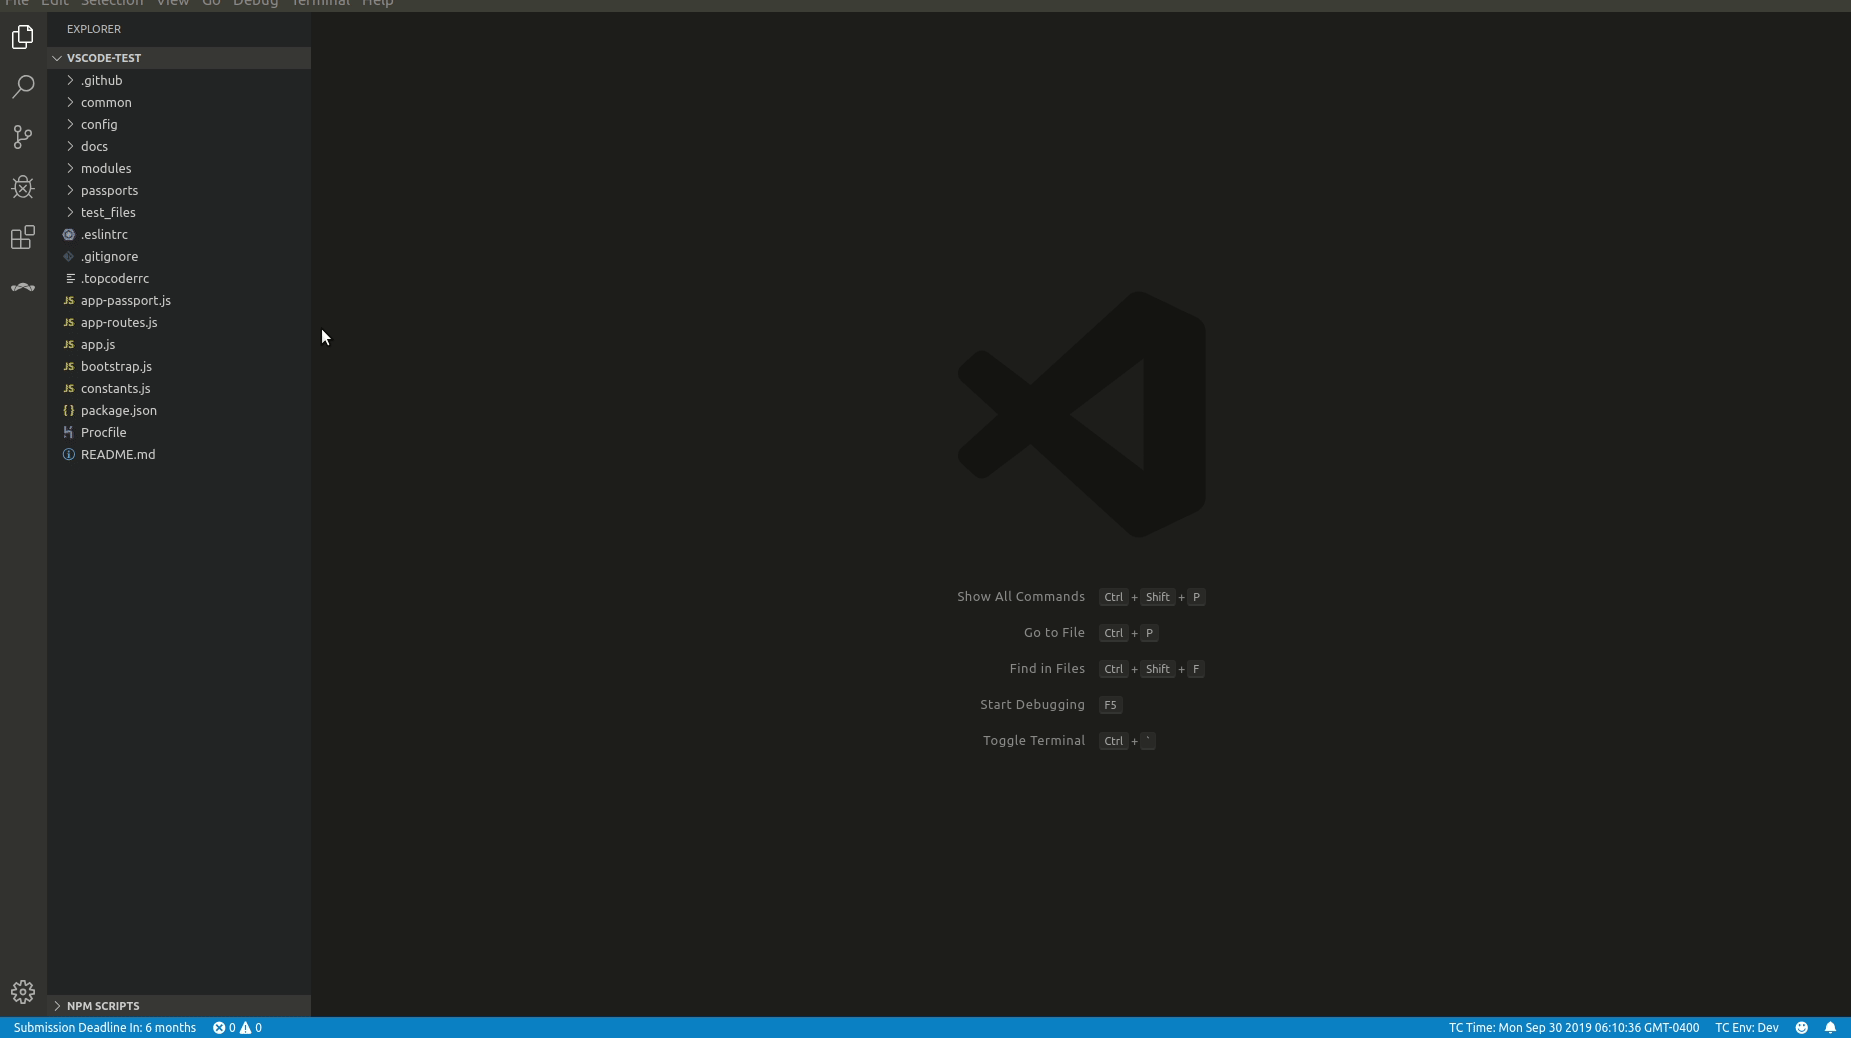 File Edit Selection View Go Debug Terminal Help
EXPLORER
VSCODE-TEST
.github
common
config
docs
modules
passports
test_files
.eslintrc
.gitignore
.topcoderrc
JS app-passport.js
JS app-routes.js
JS app.js
JS bootstrap.js
JS constants.js
{} package.json
Procfile
README.md
Show All Commands Ctrl + Shift + P
Go to File Ctrl + P
Find in Files Ctrl + Shift + F
Start Debugging F5
Toggle Terminal Ctrl + `
NPM SCRIPTS
Submission Deadline In: 6 months 0 0 TC Time: Mon Sep 30 2019 06:10:36 GMT-0400 TC Env: Dev